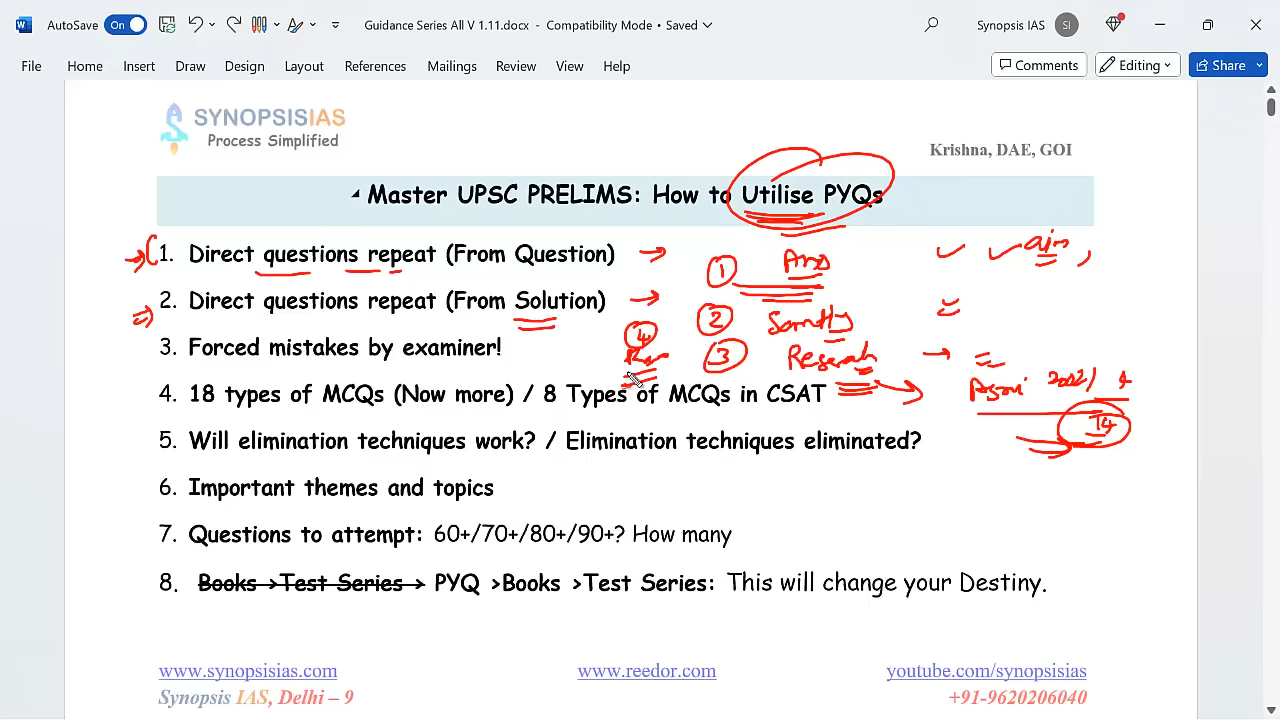 AutoSave On Guidance Series All V 1.11.docx - Compatibility Mode • Saved Synopsis IAS SI
File Home Insert Draw Design Layout References Mailings Review View Help Comments Editing Share
SYNOPSISIAS
Process Simplified
Krishna, DAE, GOI
Master UPSC PRELIMS: How to Utilise PYQs
1. Direct questions repeat (From Question)
① Ans
aim,
2. Direct questions repeat (From Solution)
②
3. Forced mistakes by examiner!
④
③ Research
4. 18 types of MCQs (Now more) / 8 Types of MCQs in CSAT
14
5. Will elimination techniques work? / Elimination techniques eliminated?
6. Important themes and topics
7. Questions to attempt: 60+/70+/80+/90+? How many
8. Books >Test Series > PYQ >Books >Test Series: This will change your Destiny.
www.synopsisias.com www.reedor.com youtube.com/synopsisias
Synopsis IAS, Delhi – 9 +91-9620206040